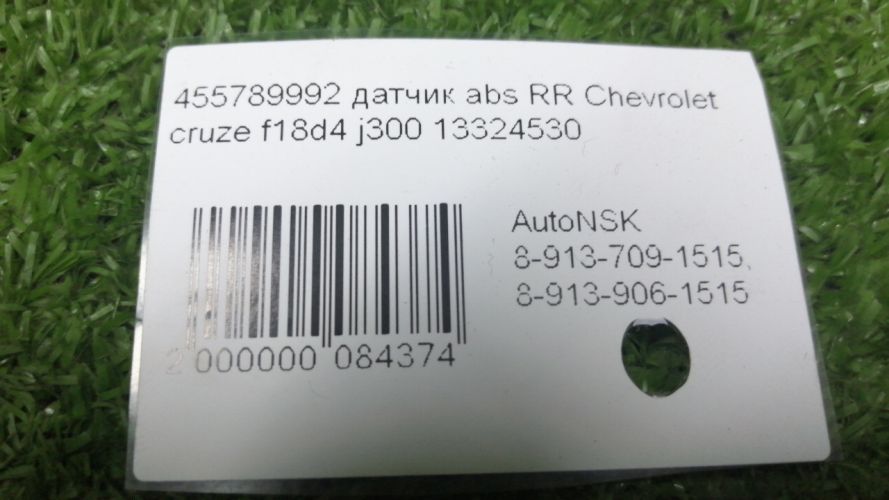 455789992 датчик abs RR Chevrolet
cruze f18d4 j300 13324530
AutoNSK
8-913-709-1515,
8-913-906-1515
2 000000 084374